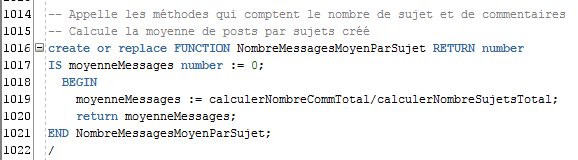 1014 -- Appelle les méthodes qui comptent le nombre de sujet et de commentaires
1015 -- Calcule la moyenne de posts par sujets créé
1016 create or replace FUNCTION NombreMessagesMoyenParSujet RETURN number
1017 IS moyenneMessages number := 0;
1018 BEGIN
1019 moyenneMessages := calculerNombreCommTotal/calculerNombreSujetsTotal;
1020 return moyenneMessages;
1021 END NombreMessagesMoyenParSujet;
1022 /